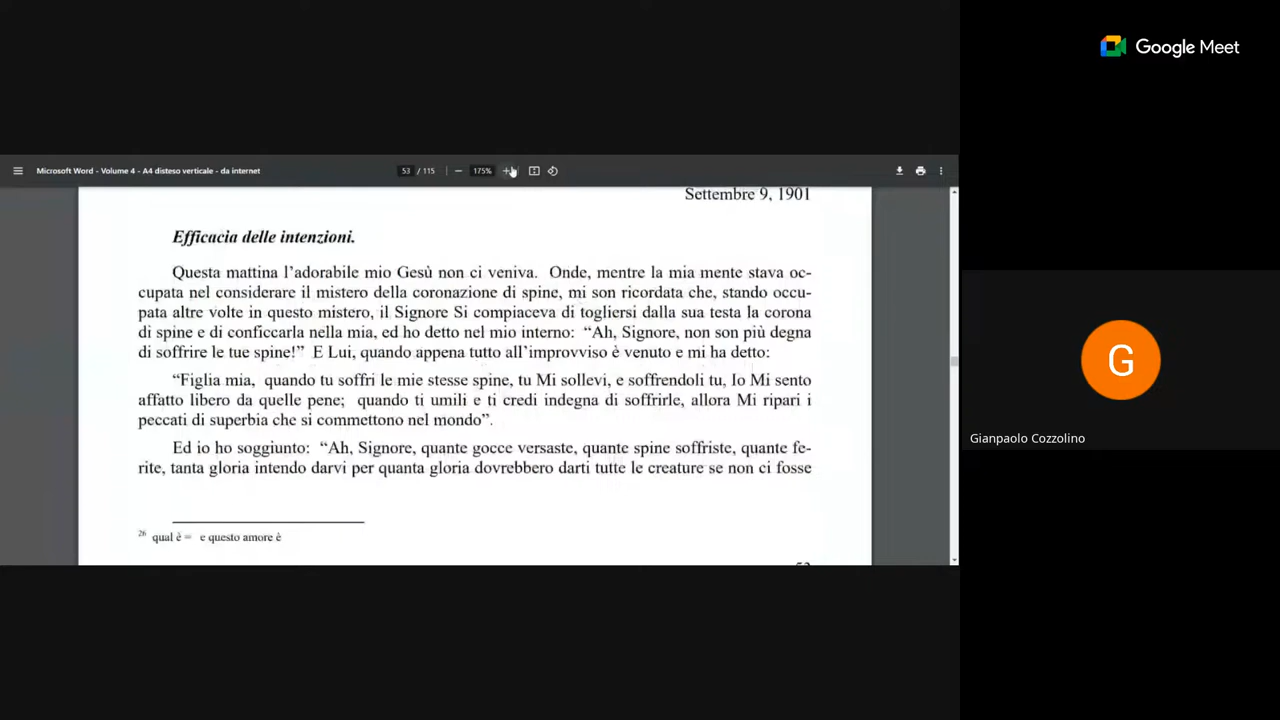 Google Meet
Microsoft Word - Volume 4 - A4 disteso verticale - da internet
53 / 115
175%
Settembre 9, 1901
Efficacia delle intenzioni.
Questa mattina l’adorabile mio Gesù non ci veniva. Onde, mentre la mia mente stava oc-
cupata nel considerare il mistero della coronazione di spine, mi son ricordata che, stando occu-
pata altre volte in questo mistero, il Signore Si compiaceva di togliersi dalla sua testa la corona
di spine e di conficcarla nella mia, ed ho detto nel mio interno: “Ah, Signore, non son più degna
di soffrire le tue spine!” E Lui, quando appena tutto all’improvviso è venuto e mi ha detto:
“Figlia mia, quando tu soffri le mie stesse spine, tu Mi sollevi, e soffrendoli tu, Io Mi sento
affatto libero da quelle pene; quando ti umili e ti credi indegna di soffrirle, allora Mi ripari i
peccati di superbia che si commettono nel mondo”.
Ed io ho soggiunto: “Ah, Signore, quante gocce versaste, quante spine soffriste, quante fe-
rite, tanta gloria intendo darvi per quanta gloria dovrebbero darti tutte le creature se non ci fosse
26 qual è = e questo amore è
G
Gianpaolo Cozzolino